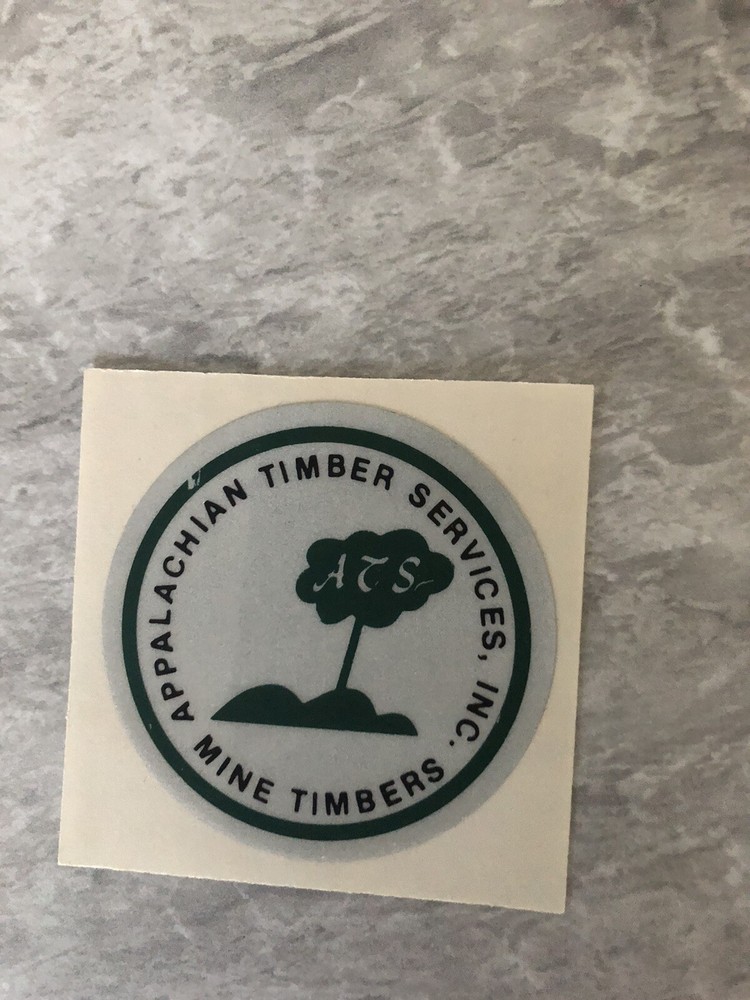 APPALACHIAN TIMBER SERVICES, INC.
ATS
MINE TIMBERS